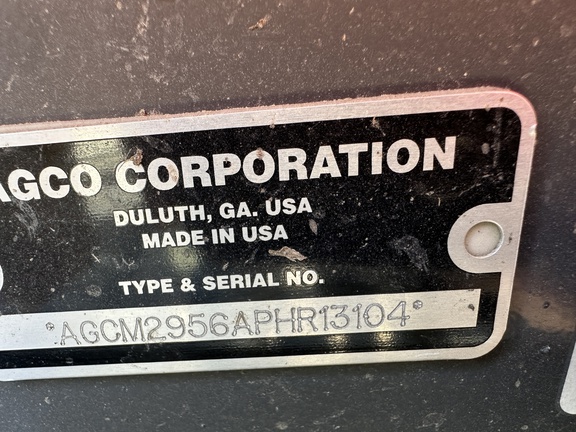 AGCO CORPORATION
DULUTH, GA. USA
MADE IN USA
TYPE & SERIAL NO.
*AGCM2956APHR13104*